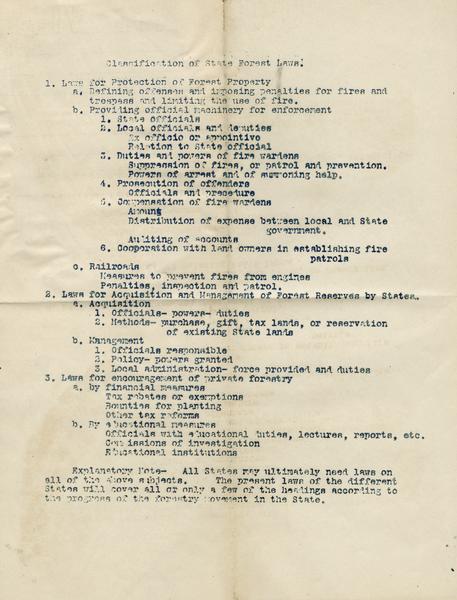 Classification of State Forest Laws.
1. Laws for Protection of Forest Property
a. Defining offenses and imposing penalties for fires and
trespass and limiting the use of fire.
b. Providing official machinery for enforcement
1. State officials
2. Local officials and deputies
Ex officio or appointive
Relation to State official
3. Duties and powers of fire wardens
Suppression of fires, or patrol and prevention.
Powers of arrest and of summoning help.
4. Prosecution of offenders
Officials and procedure
5. Compensation of fire wardens
Amount
Distribution of expense between local and State
government.
Auditing of accounts
6. Cooperation with land owners in establishing fire
patrols
c. Railroads
Measures to prevent fires from engines
Penalties, inspection and patrol.
2. Laws for Acquisition and Management of Forest Reserves by States.
a. Acquisition
1. Officials- powers- duties
2. Methods- purchase, gift, tax lands, or reservation
of existing State lands
b. Management
1. Officials responsible
2. Policy- powers granted
3. Local administration- force provided and duties
3. Laws for encouragement of private forestry
a. by financial measures
Tax rebates or exemptions
Bounties for planting
Other tax reforms
b. By educational measures
Officials with educational duties, lectures, reports, etc.
Commissions of investigation
Educational institutions
Explanatory Note- All States may ultimately need laws on
all of the above subjects. The present laws of the different
States will cover all or only a few of the headings according to
the progress of the forestry movement in the State.